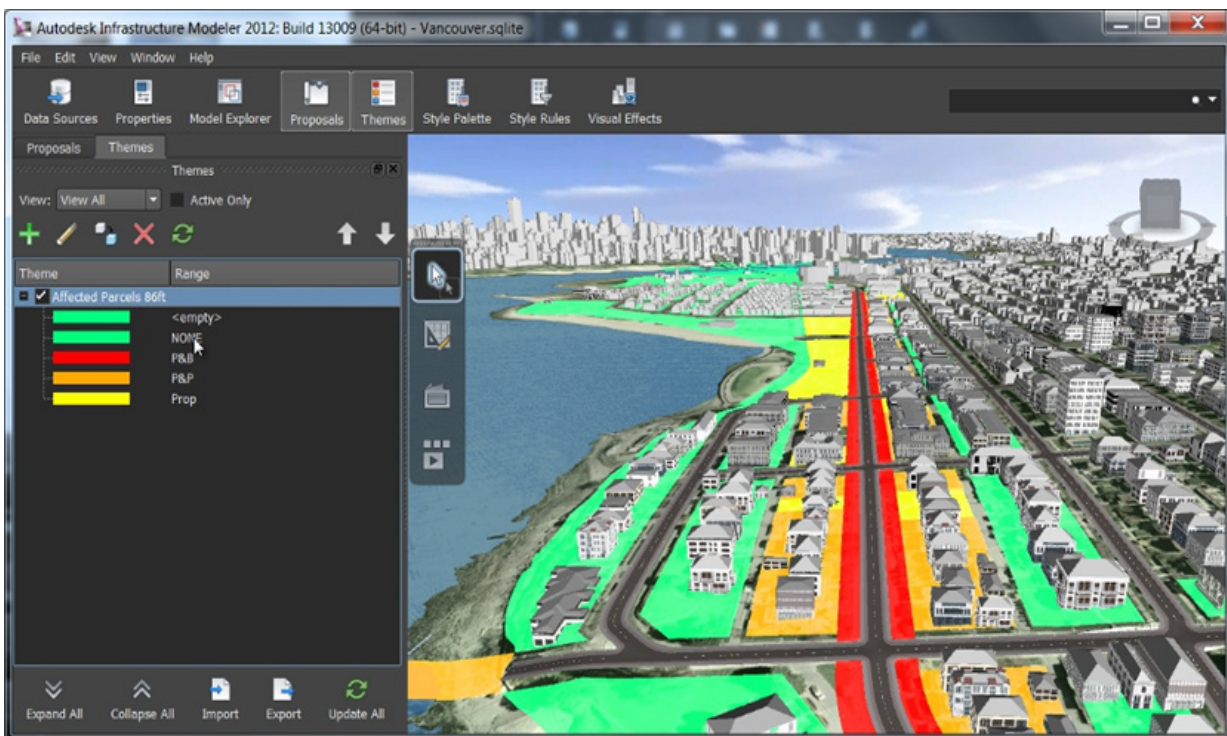 Autodesk Infrastructure Modeler 2012: Build 13009 (64-bit) - Vancouver.sqlite
File Edit View Window Help
Data Sources Properties Model Explorer Proposals Themes Style Palette Style Rules Visual Effects
Proposals Themes
Themes
View: View All Active Only
Theme Range
Affected Parcels 86ft
<empty>
NONE
P&B
P&P
Prop
Expand All Collapse All Import Export Update All